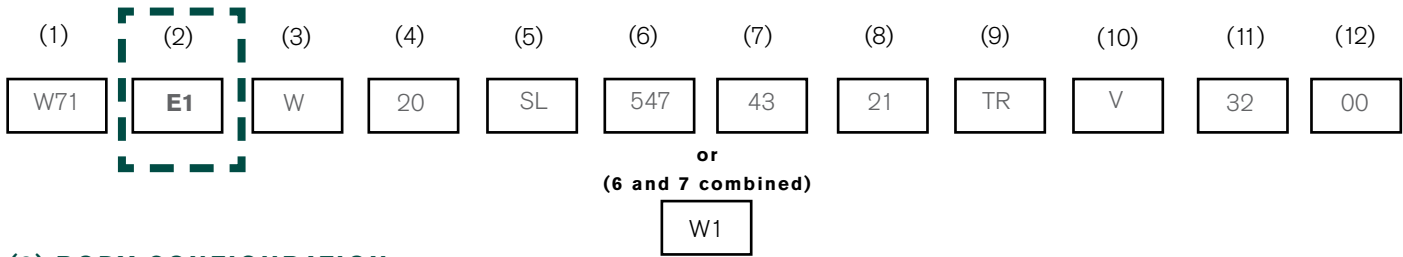 (1) (2) (3) (4) (5) (6) (7) (8) (9) (10) (11) (12)
W71 E1 W 20 SL 547 43 21 TR V 32 00
or
(6 and 7 combined)
W1